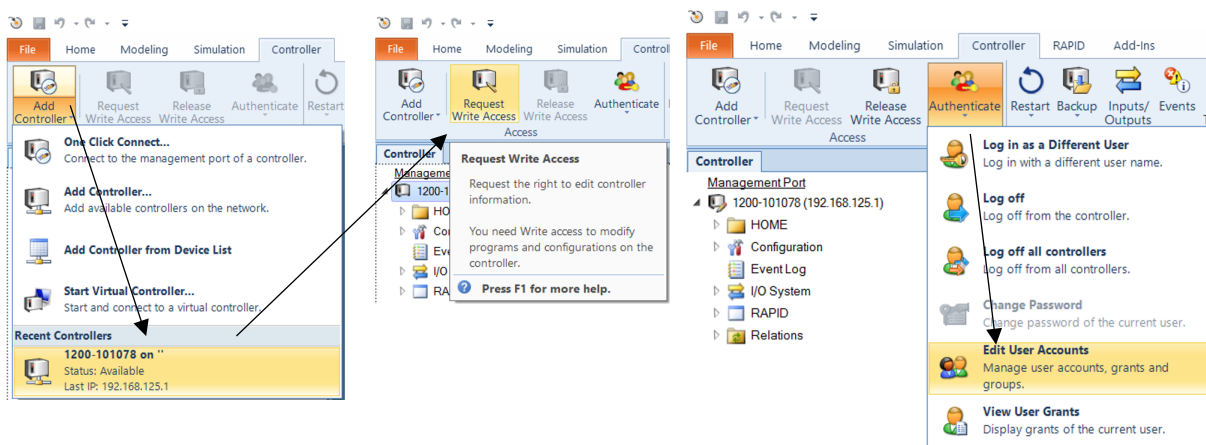 File Home Modeling Simulation Controller
Add Controller
Request Write Access
Release Write Access
Authenticate
Restart
One Click Connect...
Connect to the management port of a controller.
Add Controller...
Add available controllers on the network.
Add Controller from Device List
Start Virtual Controller...
Start and connect to a virtual controller.
Recent Controllers
1200-101078 on ''
Status: Available
Last IP: 192.168.125.1
File Home Modeling Simulation Control
Add Controller
Request Write Access
Release Write Access
Authenticate
Access
Controller
Manageme
1200-1
HO
Co
Eve
I/O
RA
Request Write Access
Request the right to edit controller
information.
You need Write access to modify
programs and configurations on the
controller.
Press F1 for more help.
File Home Modeling Simulation Controller RAPID Add-Ins
Add Controller
Request Write Access
Release Write Access
Authenticate
Restart
Backup
Inputs/ Outputs
Events
T
Access
Controller
Management Port
1200-101078 (192.168.125.1)
HOME
Configuration
Event Log
I/O System
RAPID
Relations
Log in as a Different User
Log in with a different user name.
Log off
Log off from the controller.
Log off all controllers
Log off from all controllers.
Change Password
Change password of the current user.
Edit User Accounts
Manage user accounts, grants and
groups.
View User Grants
Display grants of the current user.